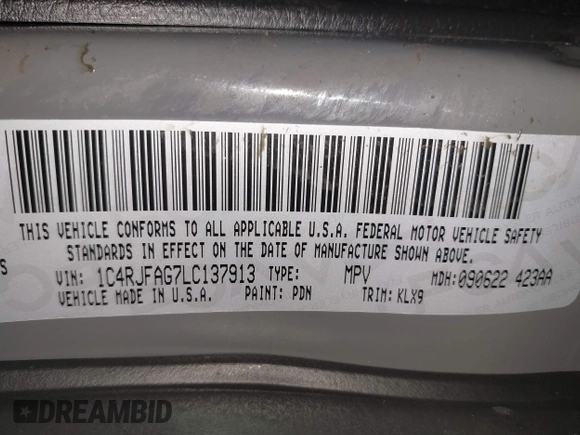 THIS VEHICLE CONFORMS TO ALL APPLICABLE U.S.A. FEDERAL MOTOR VEHICLE SAFETY
STANDARDS IN EFFECT ON THE DATE OF MANUFACTURE SHOWN ABOVE.
VIN: 1C4RJFAG7LC137913 TYPE: MPV MDH:090622 423AA
VEHICLE MADE IN U.S.A. PAINT: PDN TRIM: KLX9
DREAMBID